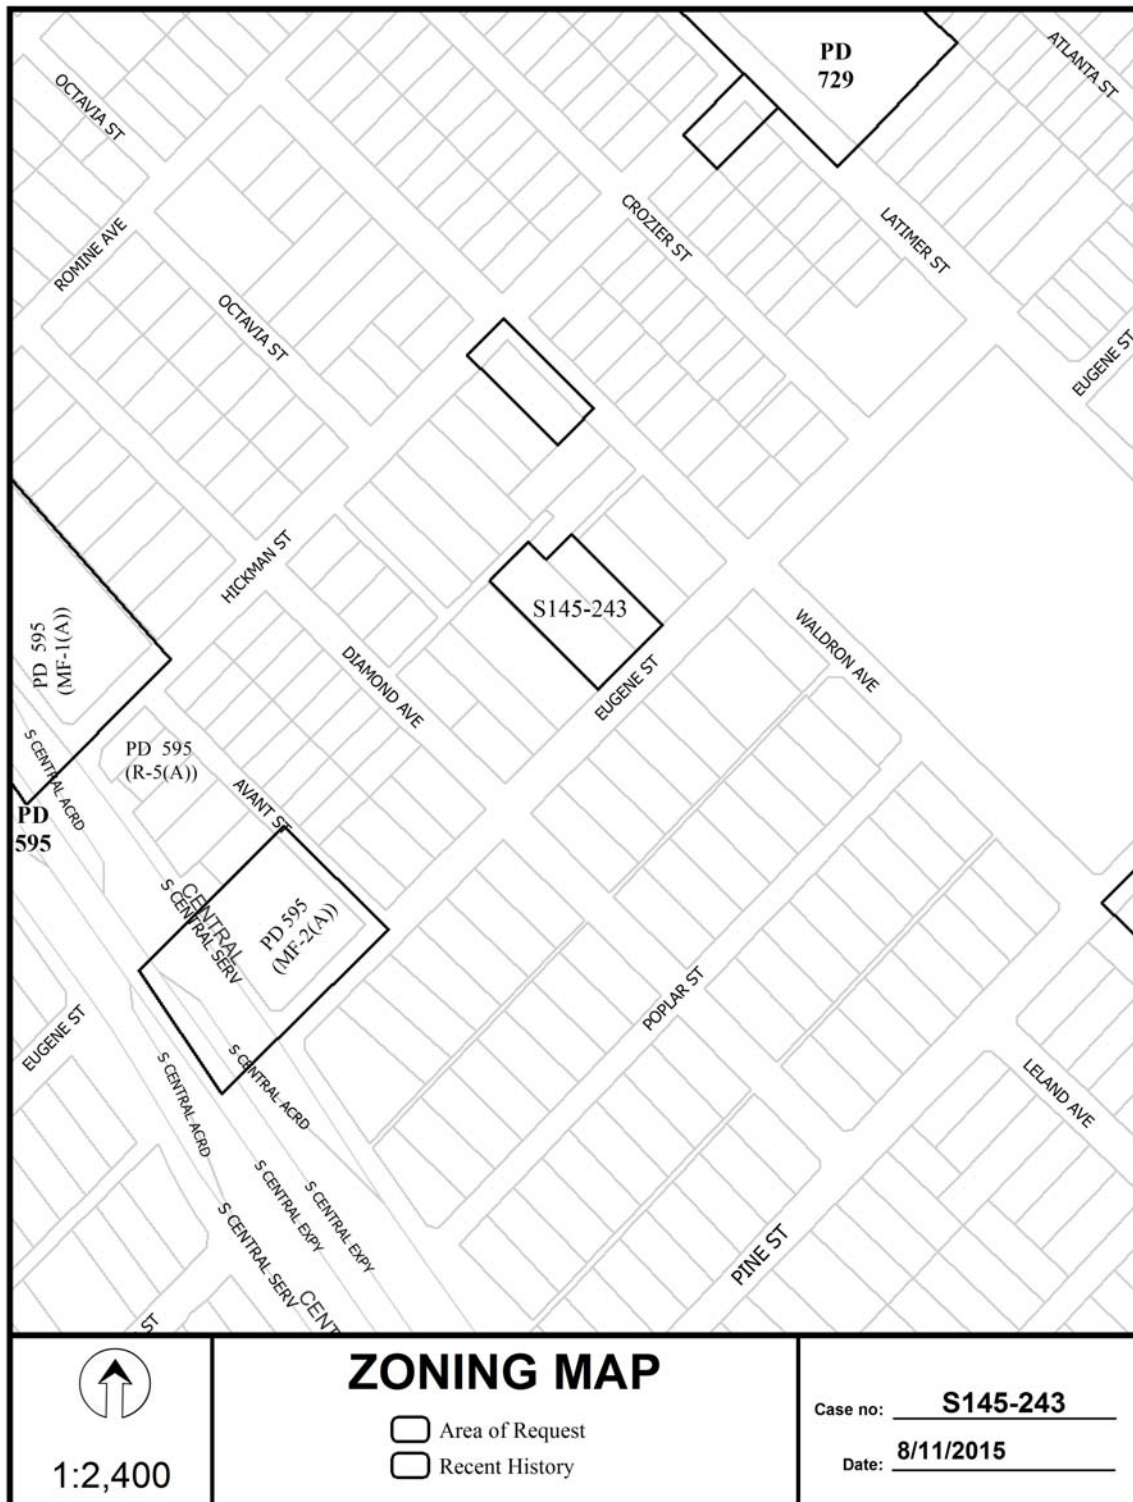 PD
729
ATLANTA ST
OCTAVIA ST
CROZIER ST
LATIMER ST
ROMINE AVE
OCTAVIA ST
EUGENE ST
HICKMAN ST
S145-243
WALDRON AVE
PD 595
(MF-1(A))
DIAMOND AVE
EUGENE ST
S CENTRAL ACRD
PD 595
(R-5(A))
AVANT ST
PD
595
CENTRAL
S CENTRAL SERV
PD 595
(MF-2(A))
POPLAR ST
EUGENE ST
S CENTRAL ACRD
S CENTRAL ACRD
LELAND AVE
S CENTRAL EXPY
S CENTRAL EXPY
S CENTRAL SERV
PINE ST
CENT
ST
ZONING MAP
Area of Request
Recent History
1:2,400
Case no: S145-243
Date: 8/11/2015